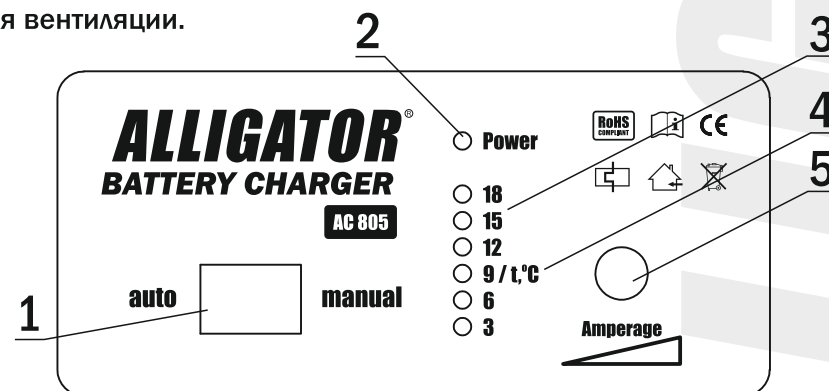 я вентиляции.
2
3
4
5
1
ALLIGATOR®
BATTERY CHARGER
AC 805
auto
manual
Power
18
15
12
9 / t,°C
6
3
RoHS
COMPLIANT
i
CE
Amperage